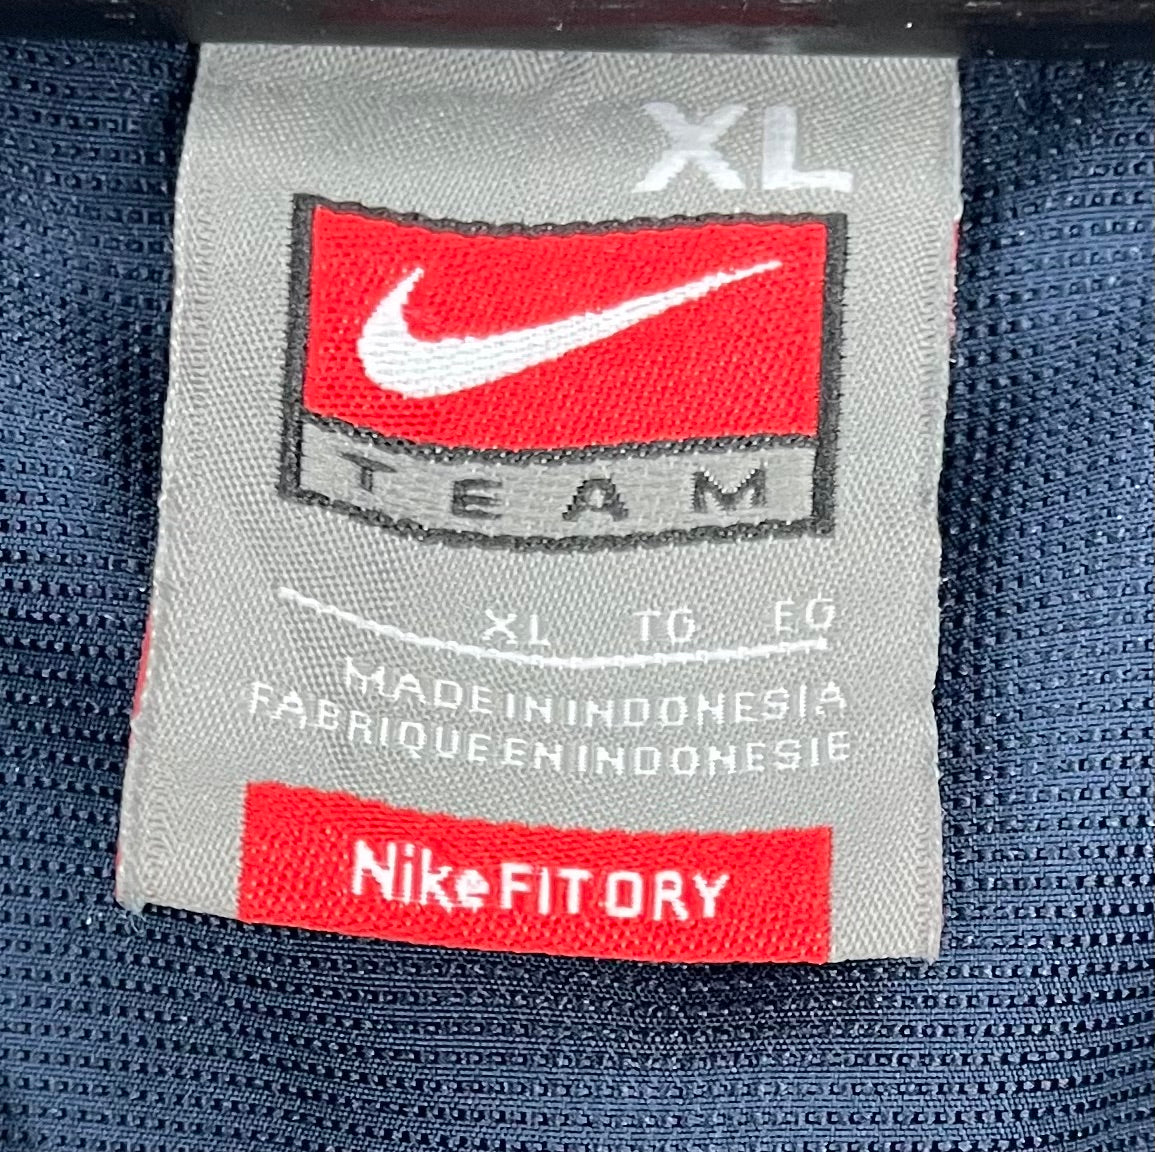 XL
TEAM
XL TG EG
MADE IN INDONESIA
FABRIQUE EN INDONESIE
Nike FIT DRY